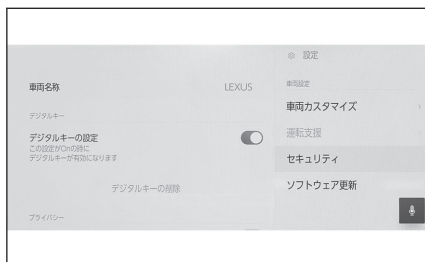 車両名称 LEXUS
デジタルキー
デジタルキーの設定
この設定がOnの時に
デジタルキーが有効になります
デジタルキーの削除
プライバシー
設定
車両設定
車両カスタマイズ
運転支援
セキュリティ
ソフトウェア更新